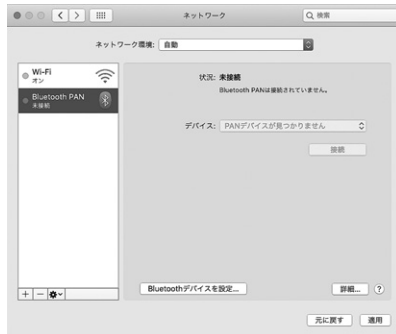 ネットワーク
検索
ネットワーク環境: 自動
Wi-Fi
オン
Bluetooth PAN
未接続
状況: 未接続
Bluetooth PANは接続されていません。
デバイス: PANデバイスが見つかりません
接続
Bluetoothデバイスを設定...
詳細...
?
元に戻す
適用